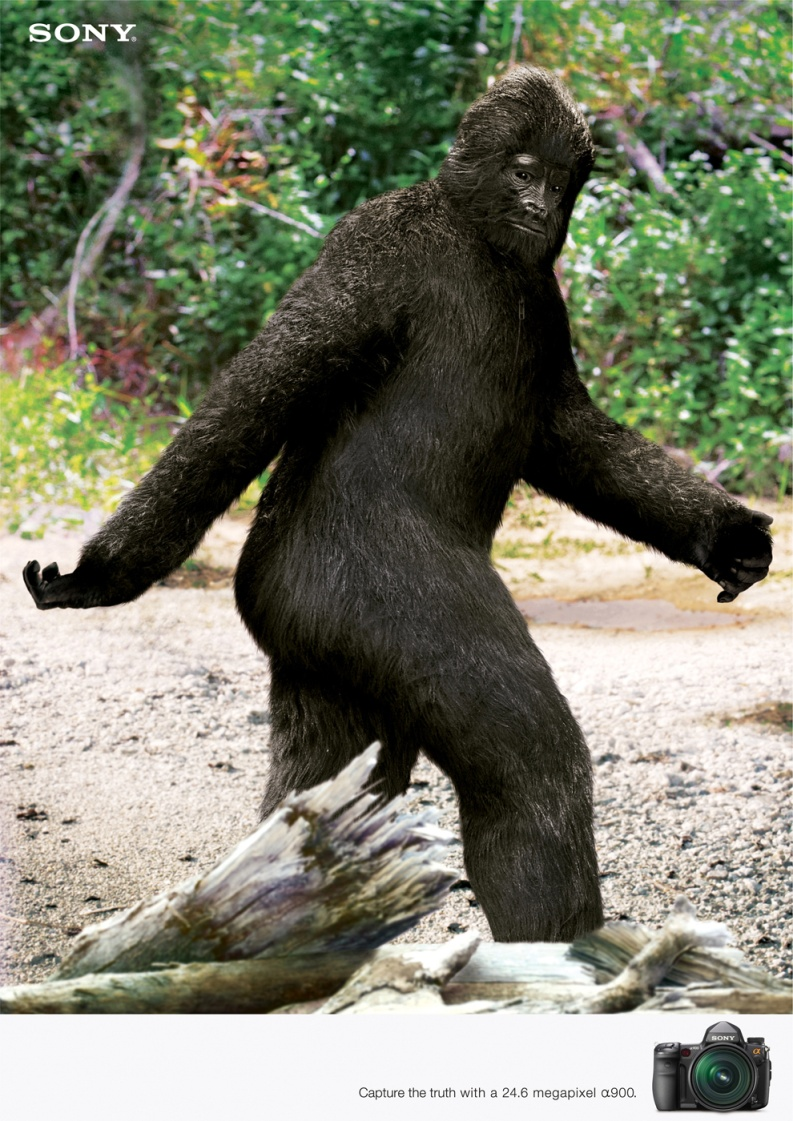 SONY
Capture the truth with a 24.6 megapixel α900.
SONY
α